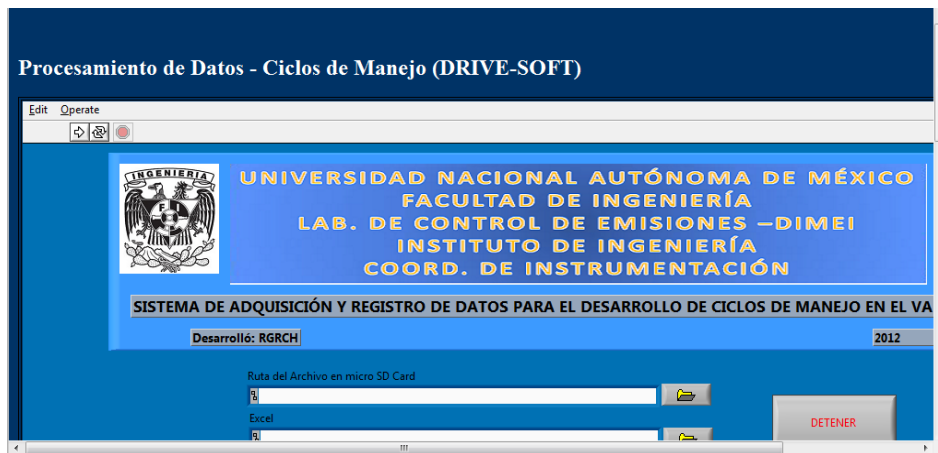 Procesamiento de Datos - Ciclos de Manejo (DRIVE-SOFT)
Edit Operate
INGENIERIA
F I
UNIVERSIDAD NACIONAL AUTÓNOMA DE MÉXICO
FACULTAD DE INGENIERÍA
LAB. DE CONTROL DE EMISIONES –DIMEI
INSTITUTO DE INGENIERÍA
COORD. DE INSTRUMENTACIÓN
SISTEMA DE ADQUISICIÓN Y REGISTRO DE DATOS PARA EL DESARROLLO DE CICLOS DE MANEJO EN EL VA
Desarrolló: RGRCH
2012
Ruta del Archivo en micro SD Card
Excel
DETENER